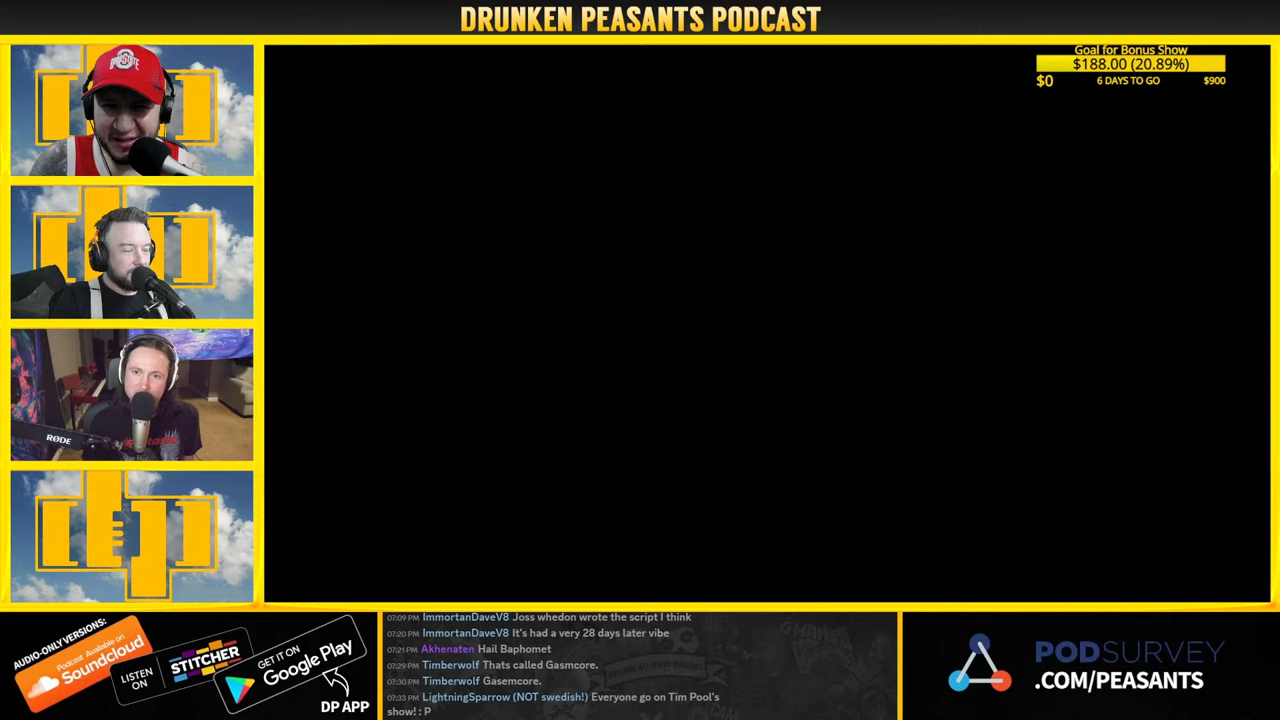 DRUNKEN PEASANTS PODCAST
Goal for Bonus Show
$188.00 (20.89%)
$0 6 DAYS TO GO $900
RØDE
AUDIO-ONLY VERSIONS:
Podcast Available on
Soundcloud
LISTEN ON
STITCHER
GET IT ON
Google Play
DP APP
07:09 PM ImmortanDaveV8 Joss whedon wrote the script I think
07:20 PM ImmortanDaveV8 It's had a very 28 days later vibe
07:21 PM Akhenaten Hail Baphomet
07:29 PM Timberwolf Thats called Gasmcore.
07:30 PM Timberwolf Gasemcore.
07:33 PM LightningSparrow (NOT swedish!) Everyone go on Tim Pool's
show! : P
PODSURVEY
.COM/PEASANTS